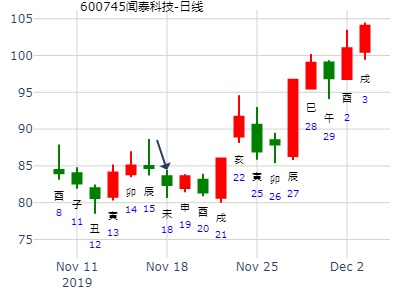 600745闻泰科技-日线
105
100
95
90
85
80
75
酉
8
子
11
丑
12
寅
13
卯
14
辰
15
未
18
申
19
酉
20
戌
21
亥
22
寅
25
卯
26
辰
27
巳
28
午
29
酉
2
戌
3
Nov 11
2019
Nov 18
Nov 25
Dec 2